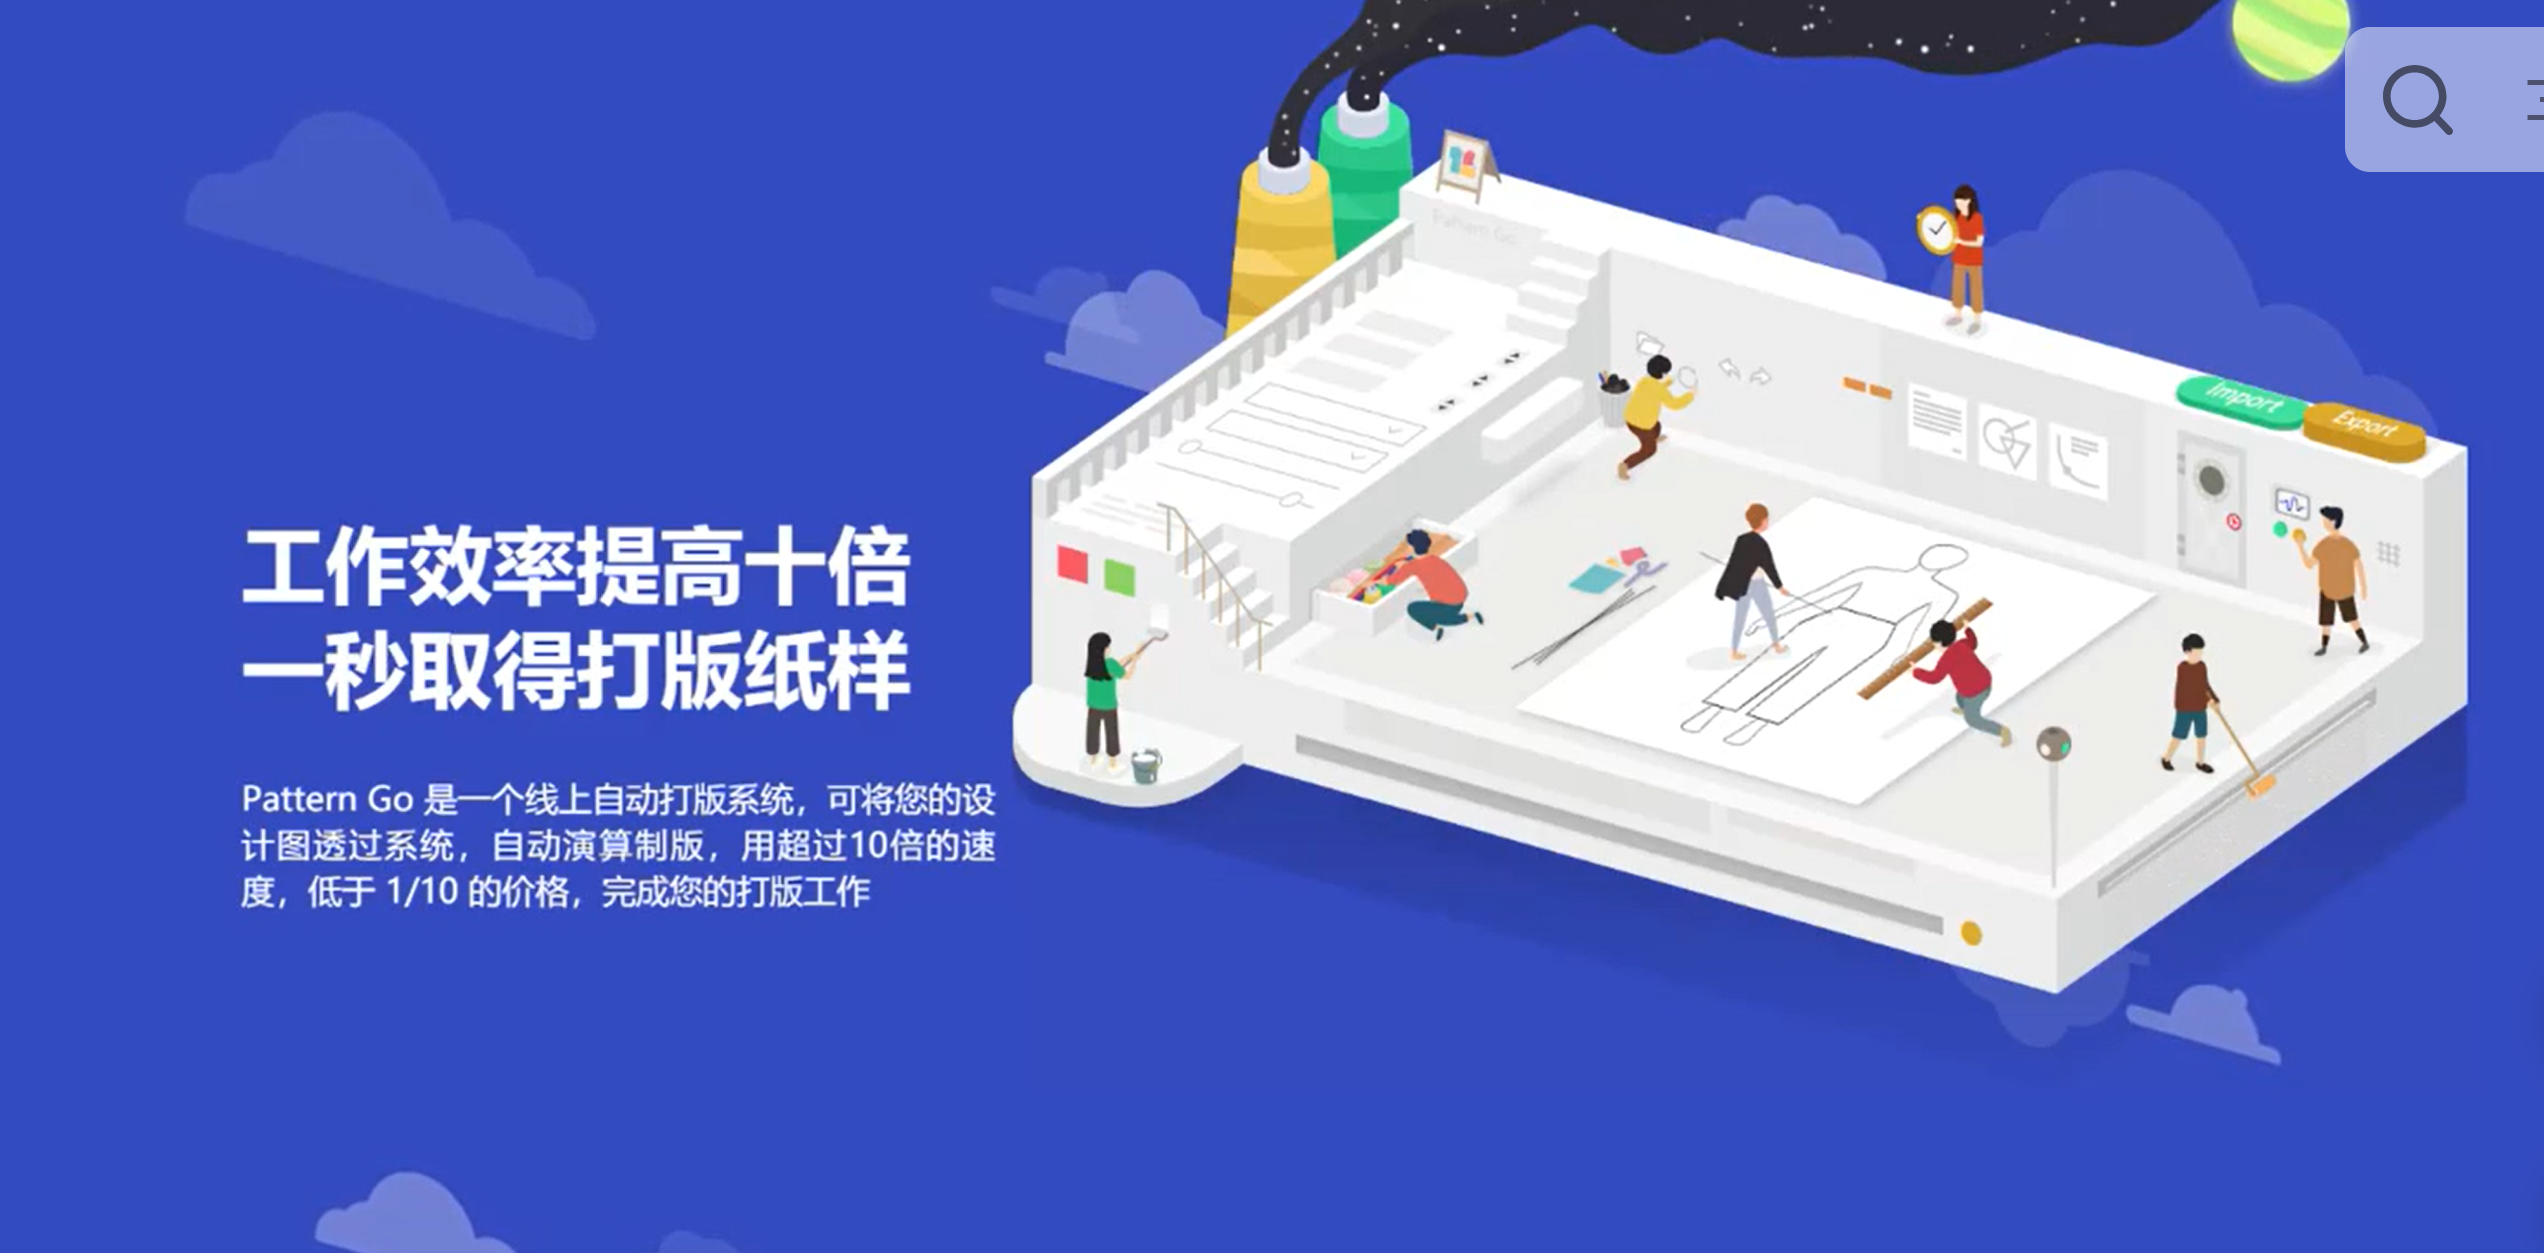 Pattern Go
Import
Export
工作效率提高十倍
一秒取得打版纸样
Pattern Go 是一个线上自动打版系统，可将您的设
计图透过系统，自动演算制版，用超过10倍的速
度，低于 1/10 的价格，完成您的打版工作